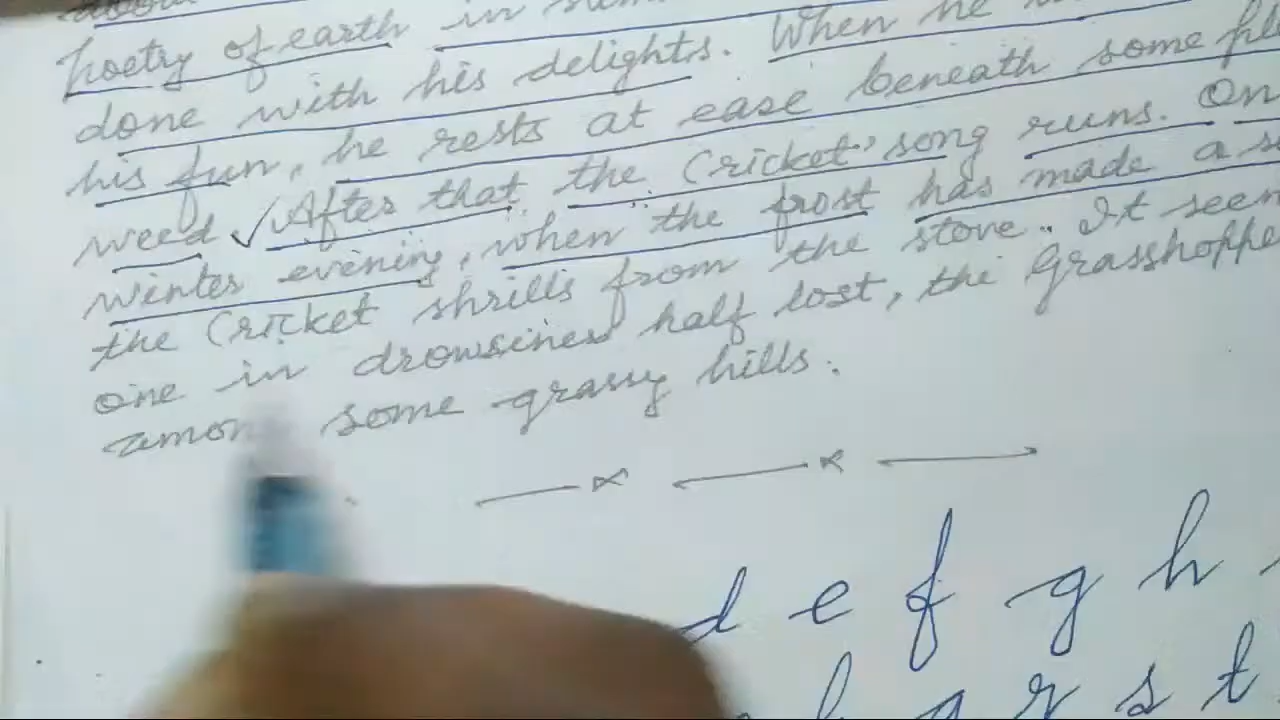 Poetry of earth in
done with his delights. When he
his fun, he rests at ease beneath some
weed ✓ After that the Cricket's song runs. On
winter evening, when the frost has made a
the Cricket shrills from the stove. It
one in drowsiness half lost, the
among some grassy hills.
d e f g h
q r s t